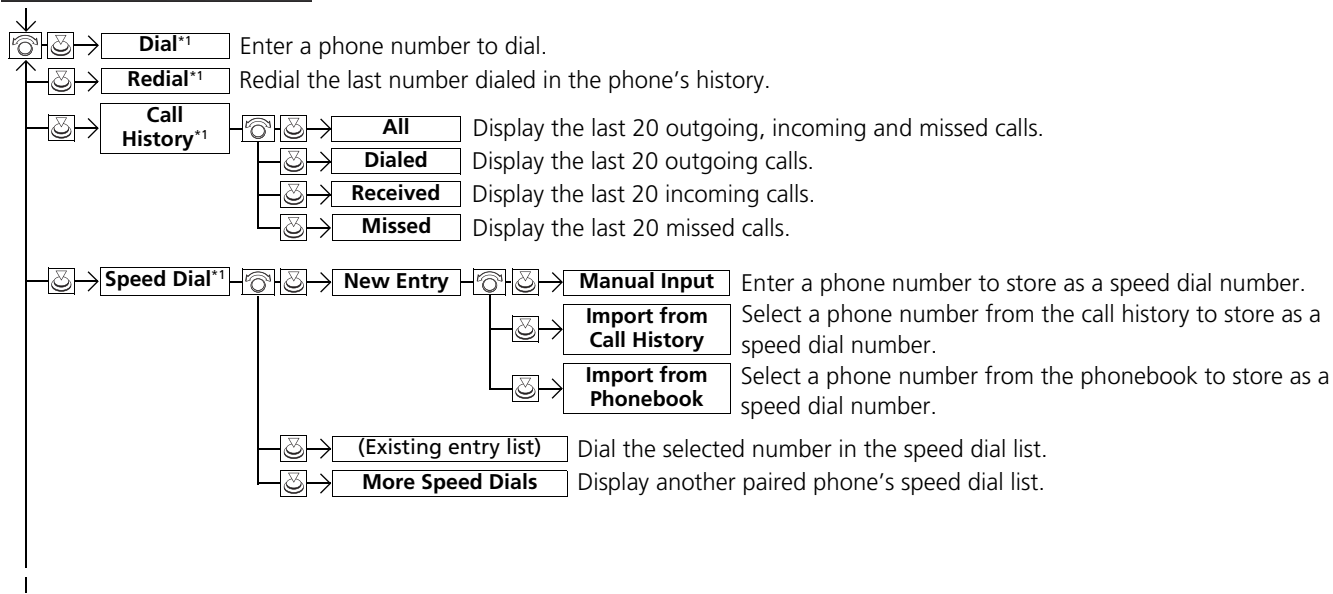 Dial*1 Enter a phone number to dial.
Redial*1 Redial the last number dialed in the phone’s history.
Call
History*1
All Display the last 20 outgoing, incoming and missed calls.
Dialed Display the last 20 outgoing calls.
Received Display the last 20 incoming calls.
Missed Display the last 20 missed calls.
Speed Dial*1 New Entry Manual Input Enter a phone number to store as a speed dial number.
Import from
Call History
Select a phone number from the call history to store as a
speed dial number.
Import from
Phonebook
Select a phone number from the phonebook to store as a
speed dial number.
(Existing entry list) Dial the selected number in the speed dial list.
More Speed Dials Display another paired phone’s speed dial list.